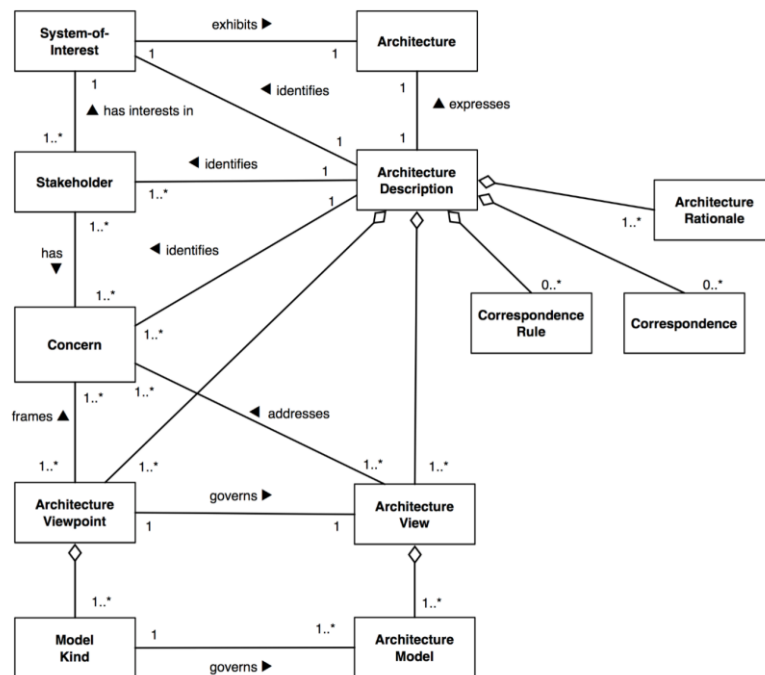 exhibits ▶
System-of-
Interest
Architecture
1
1
1
1
◀ identifies
▲ has interests in
▲ expresses
1..*
1
1
Stakeholder
◀ identifies
1
1..*
Architecture
Description
1
Architecture
Rationale
1..*
1..*
has
▼
◀ identifies
1..*
1..*
0..*
0..*
Concern
Correspondence
Rule
Correspondence
1..*
1..*
frames ▲
◀ addresses
1..*
1..*
1..*
1..*
Architecture
Viewpoint
governs ▶
1
1
Architecture
View
1..*
1..*
Model
Kind
1
1..*
governs ▶
Architecture
Model